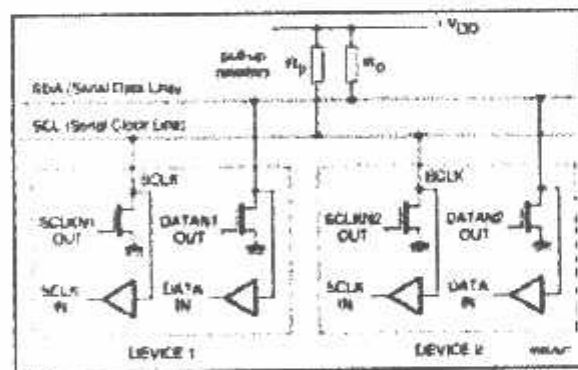 + VDD
pull-up
resistors
Rp Rp
SDA (Serial Data Line)
SCL (Serial Clock Line)
SCLK SCLK
SCLKN1
OUT
DATAN1
OUT
SCLKN2
OUT
DATAN2
OUT
SCLK
IN
DATA
IN
SCLK
IN
DATA
IN
DEVICE 1 DEVICE 2